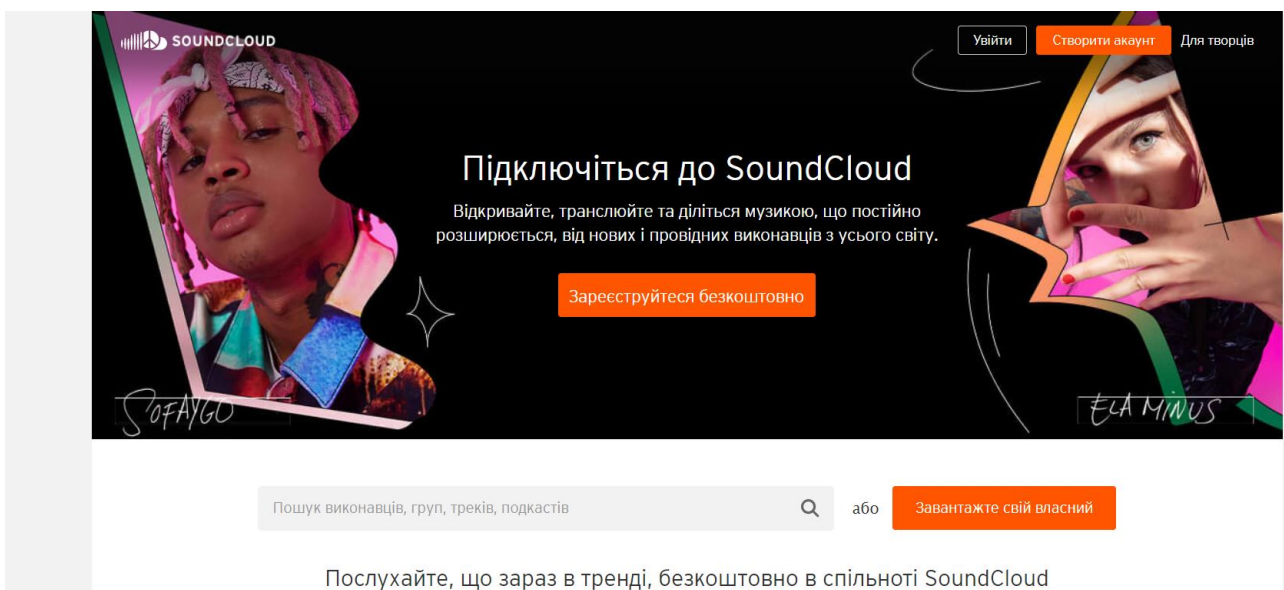 SOUNDCLOUD
Увійти
Створити акаунт
Для творців
Підключіться до SoundCloud
Відкривайте, транслюйте та діліться музикою, що постійно
розширюється, від нових і провідних виконавців з усього світу.
Зареєструйтеся безкоштовно
SOFAYGO
ELA MINUS
Пошук виконавців, груп, треків, подкастів
або
Завантажте свій власний
Послухайте, що зараз в тренді, безкоштовно в спільноті SoundCloud